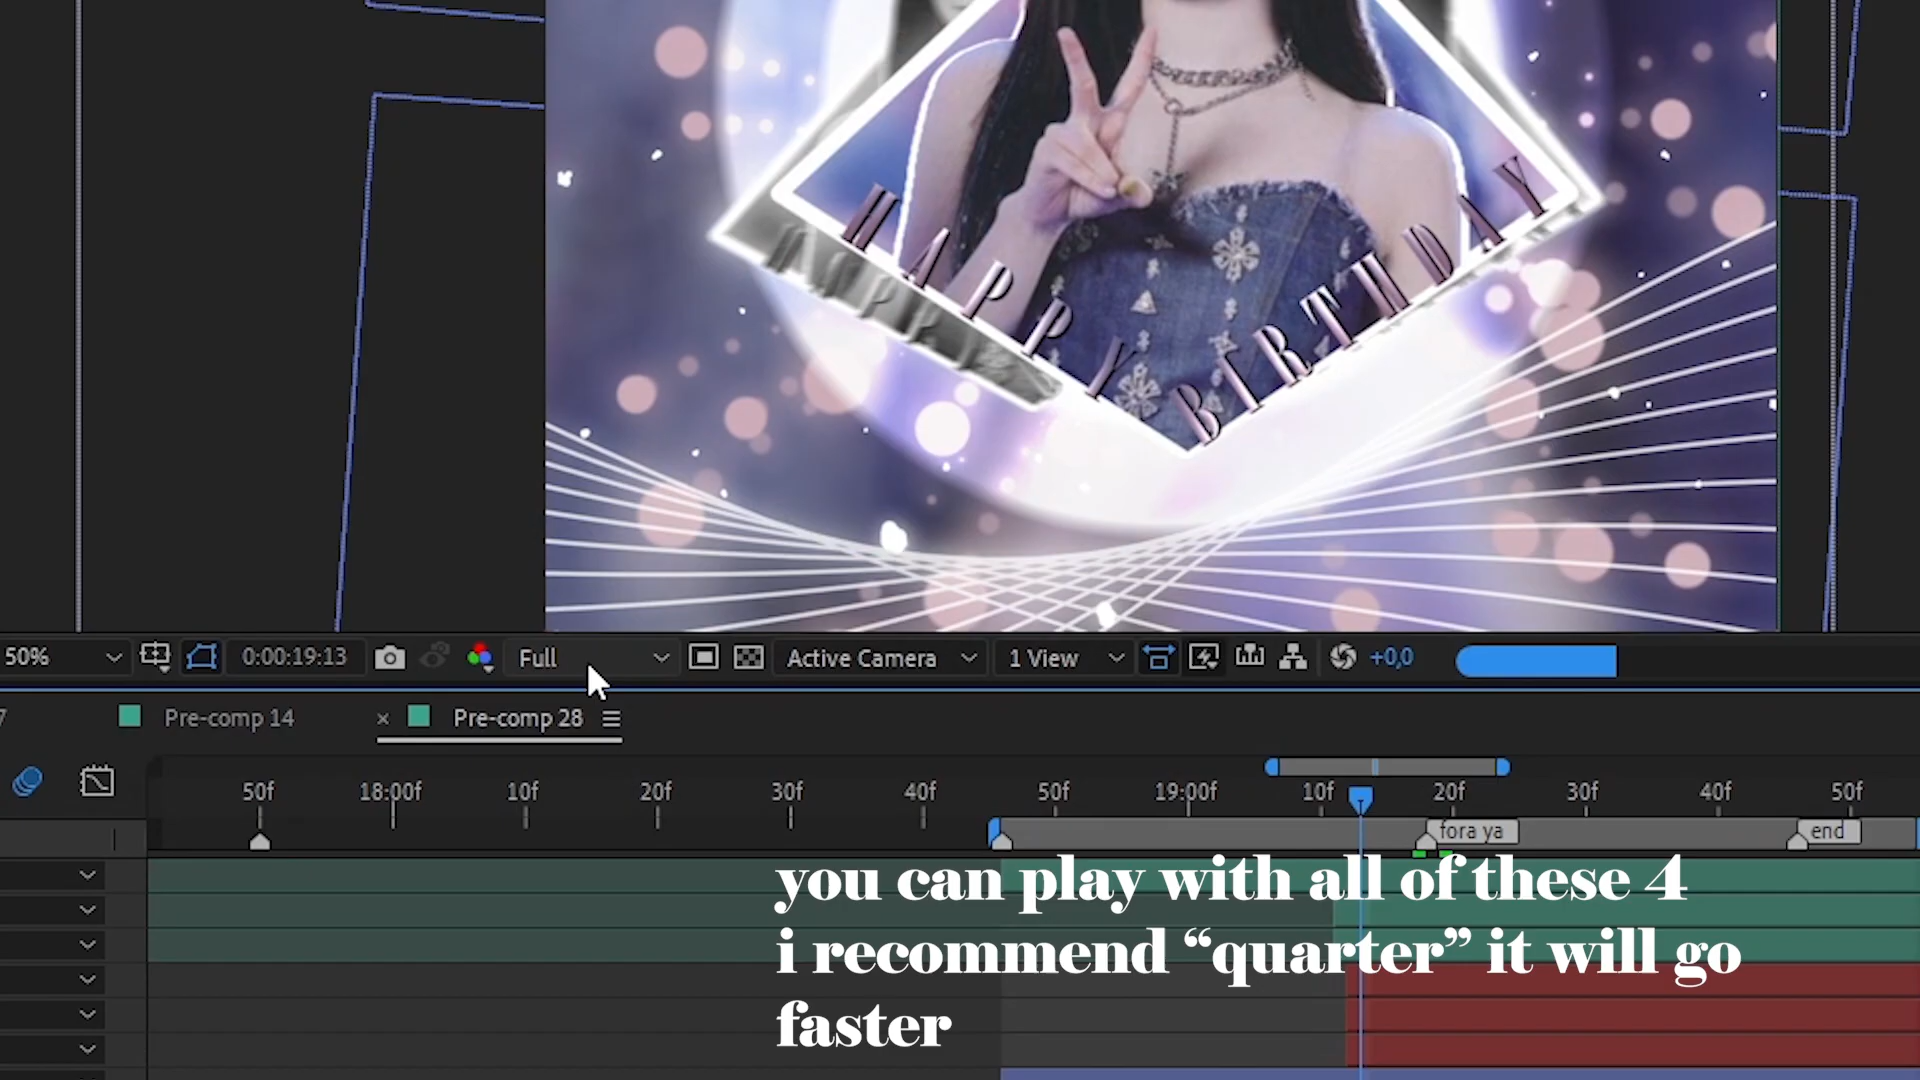 HAPPY BIRTHDAY
50%
0:00:19:13
Full
Active Camera
1 View
+0,0
7
Pre-comp 14
× Pre-comp 28
50f 18:00f 10f 20f 30f 40f 50f 19:00f 10f 20f 30f 40f 50f
fora ya
end
you can play with all of these 4
i recommend “quarter” it will go
faster